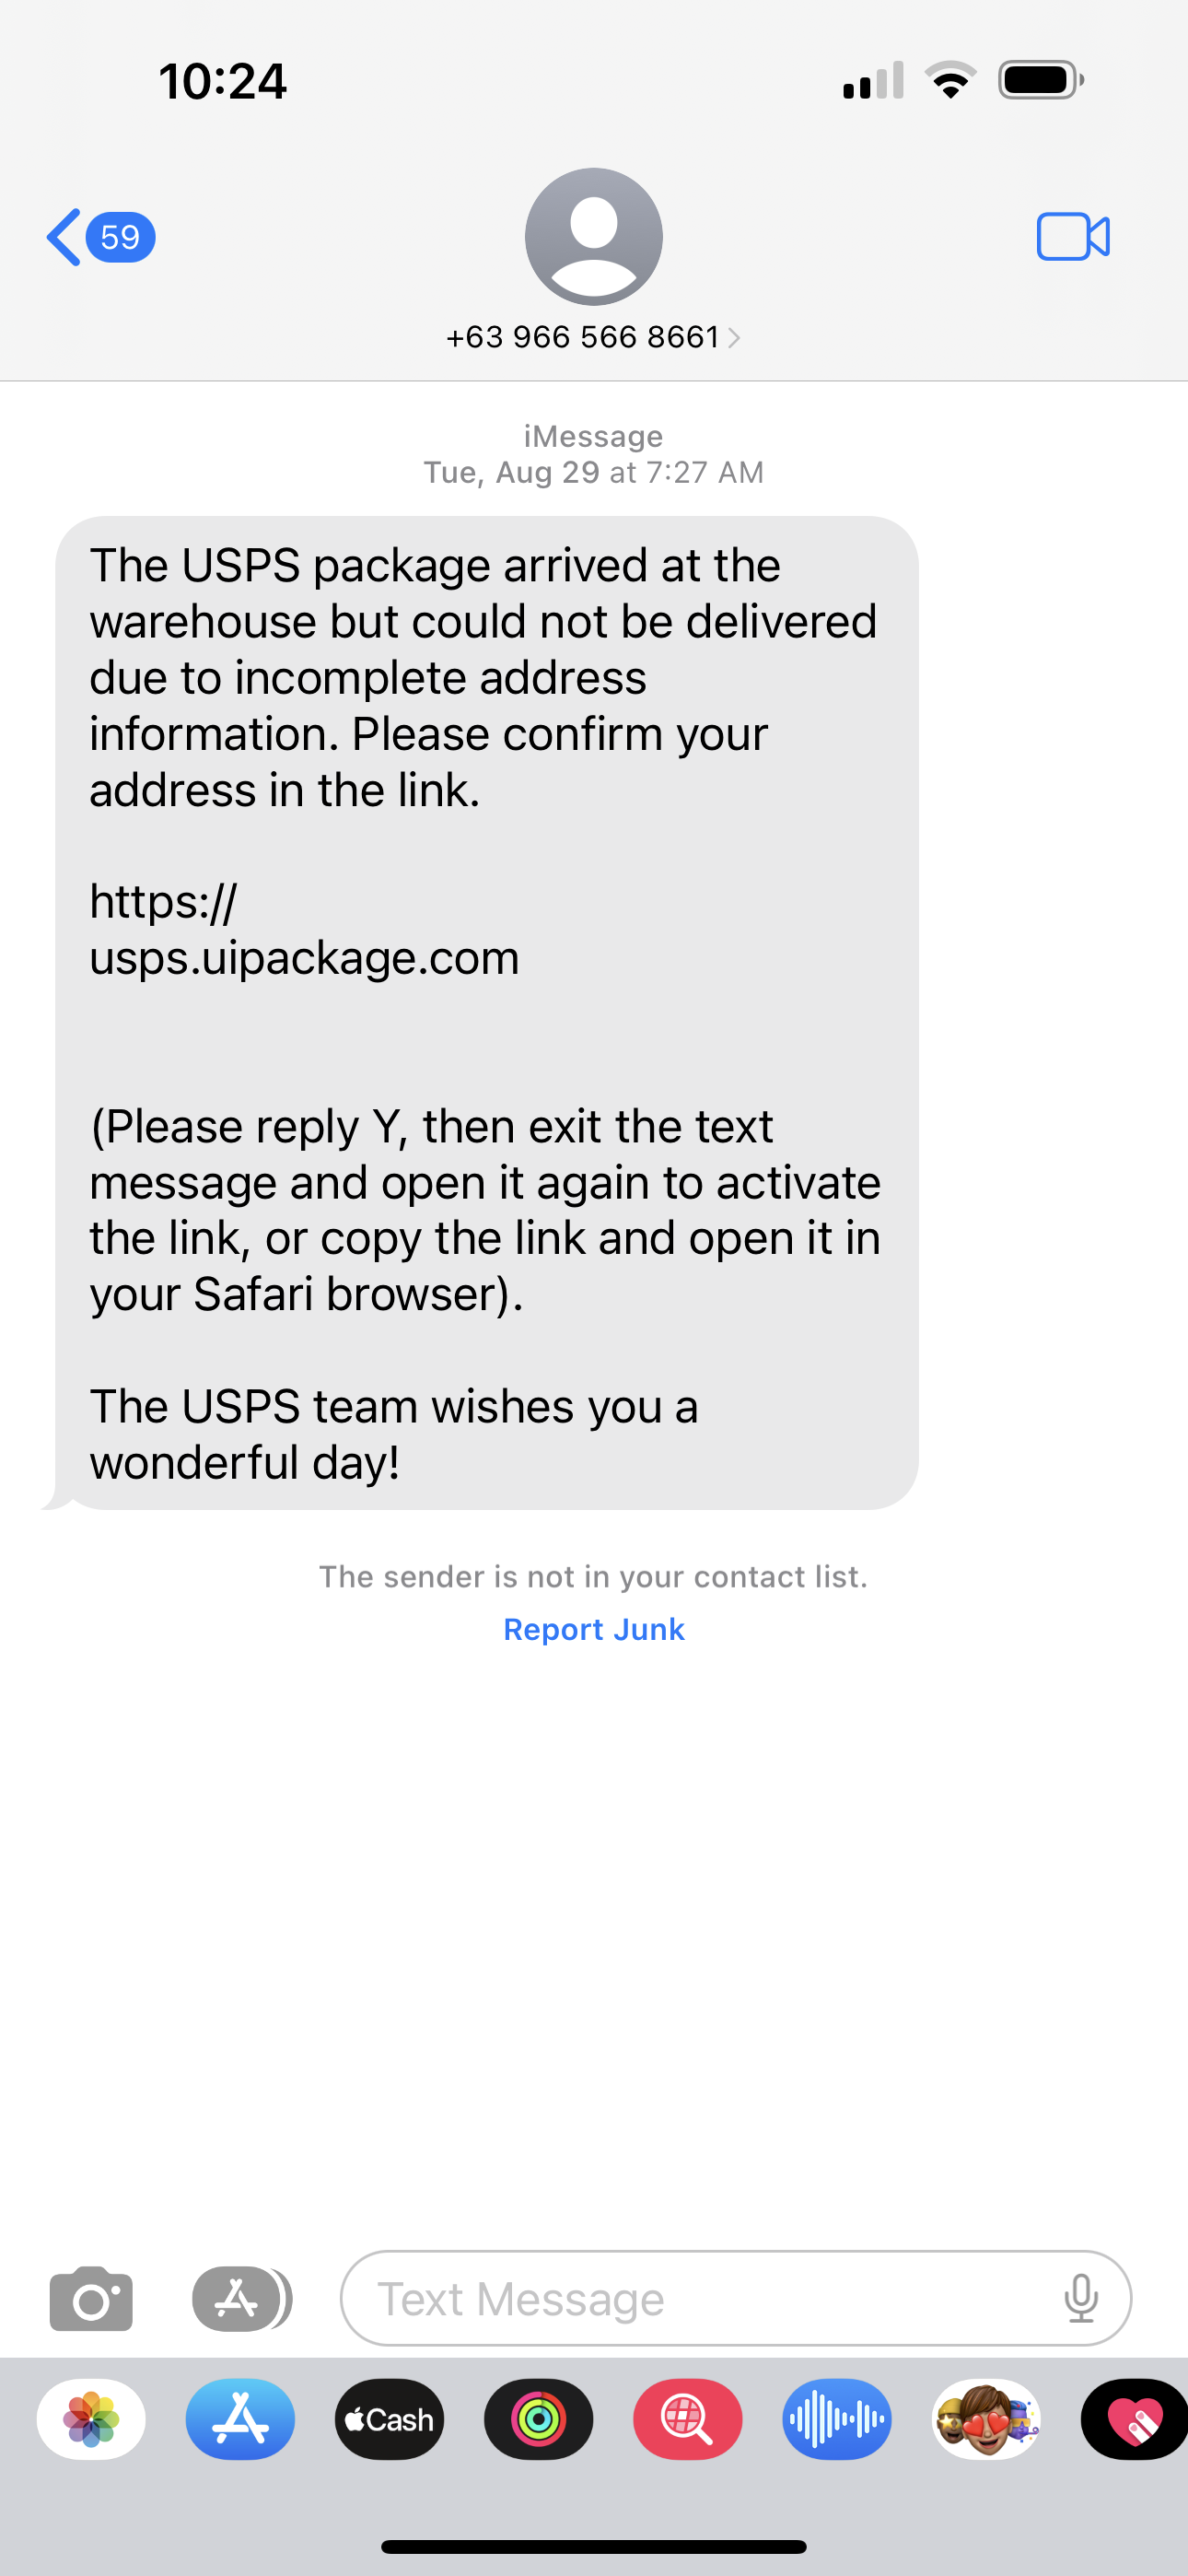 10:24
59
+63 966 566 8661
iMessage
Tue, Aug 29 at 7:27 AM
The USPS package arrived at the
warehouse but could not be delivered
due to incomplete address
information. Please confirm your
address in the link.
https://
usps.uipackage.com
(Please reply Y, then exit the text
message and open it again to activate
the link, or copy the link and open it in
your Safari browser).
The USPS team wishes you a
wonderful day!
The sender is not in your contact list.
Report Junk
Text Message
Cash